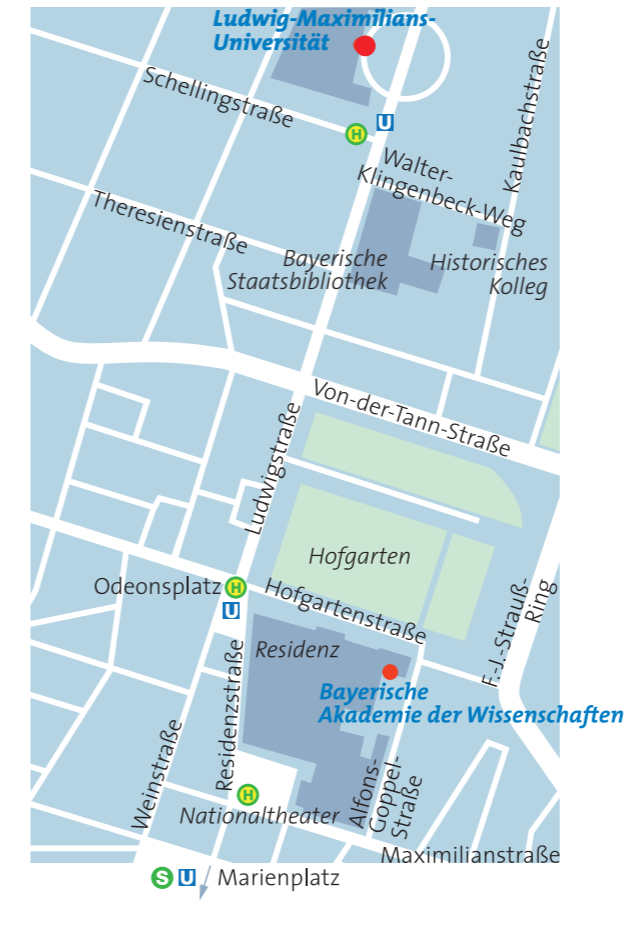 Ludwig-Maximilians-
Universität
Schellingstraße
Kaulbachstraße
H U
Walter-
Klingenbeck-Weg
Theresienstraße
Bayerische
Staatsbibliothek
Historisches
Kolleg
Von-der-Tann-Straße
Ludwigstraße
Hofgarten
Odeonsplatz H
U
Hofgartenstraße
F.-J.-Strauß-
Ring
Residenz
Residenzstraße
Bayerische
Akademie der Wissenschaften
Weinstraße
H
Nationaltheater
Alfons-
Goppel-
Straße
Maximilianstraße
S U Marienplatz